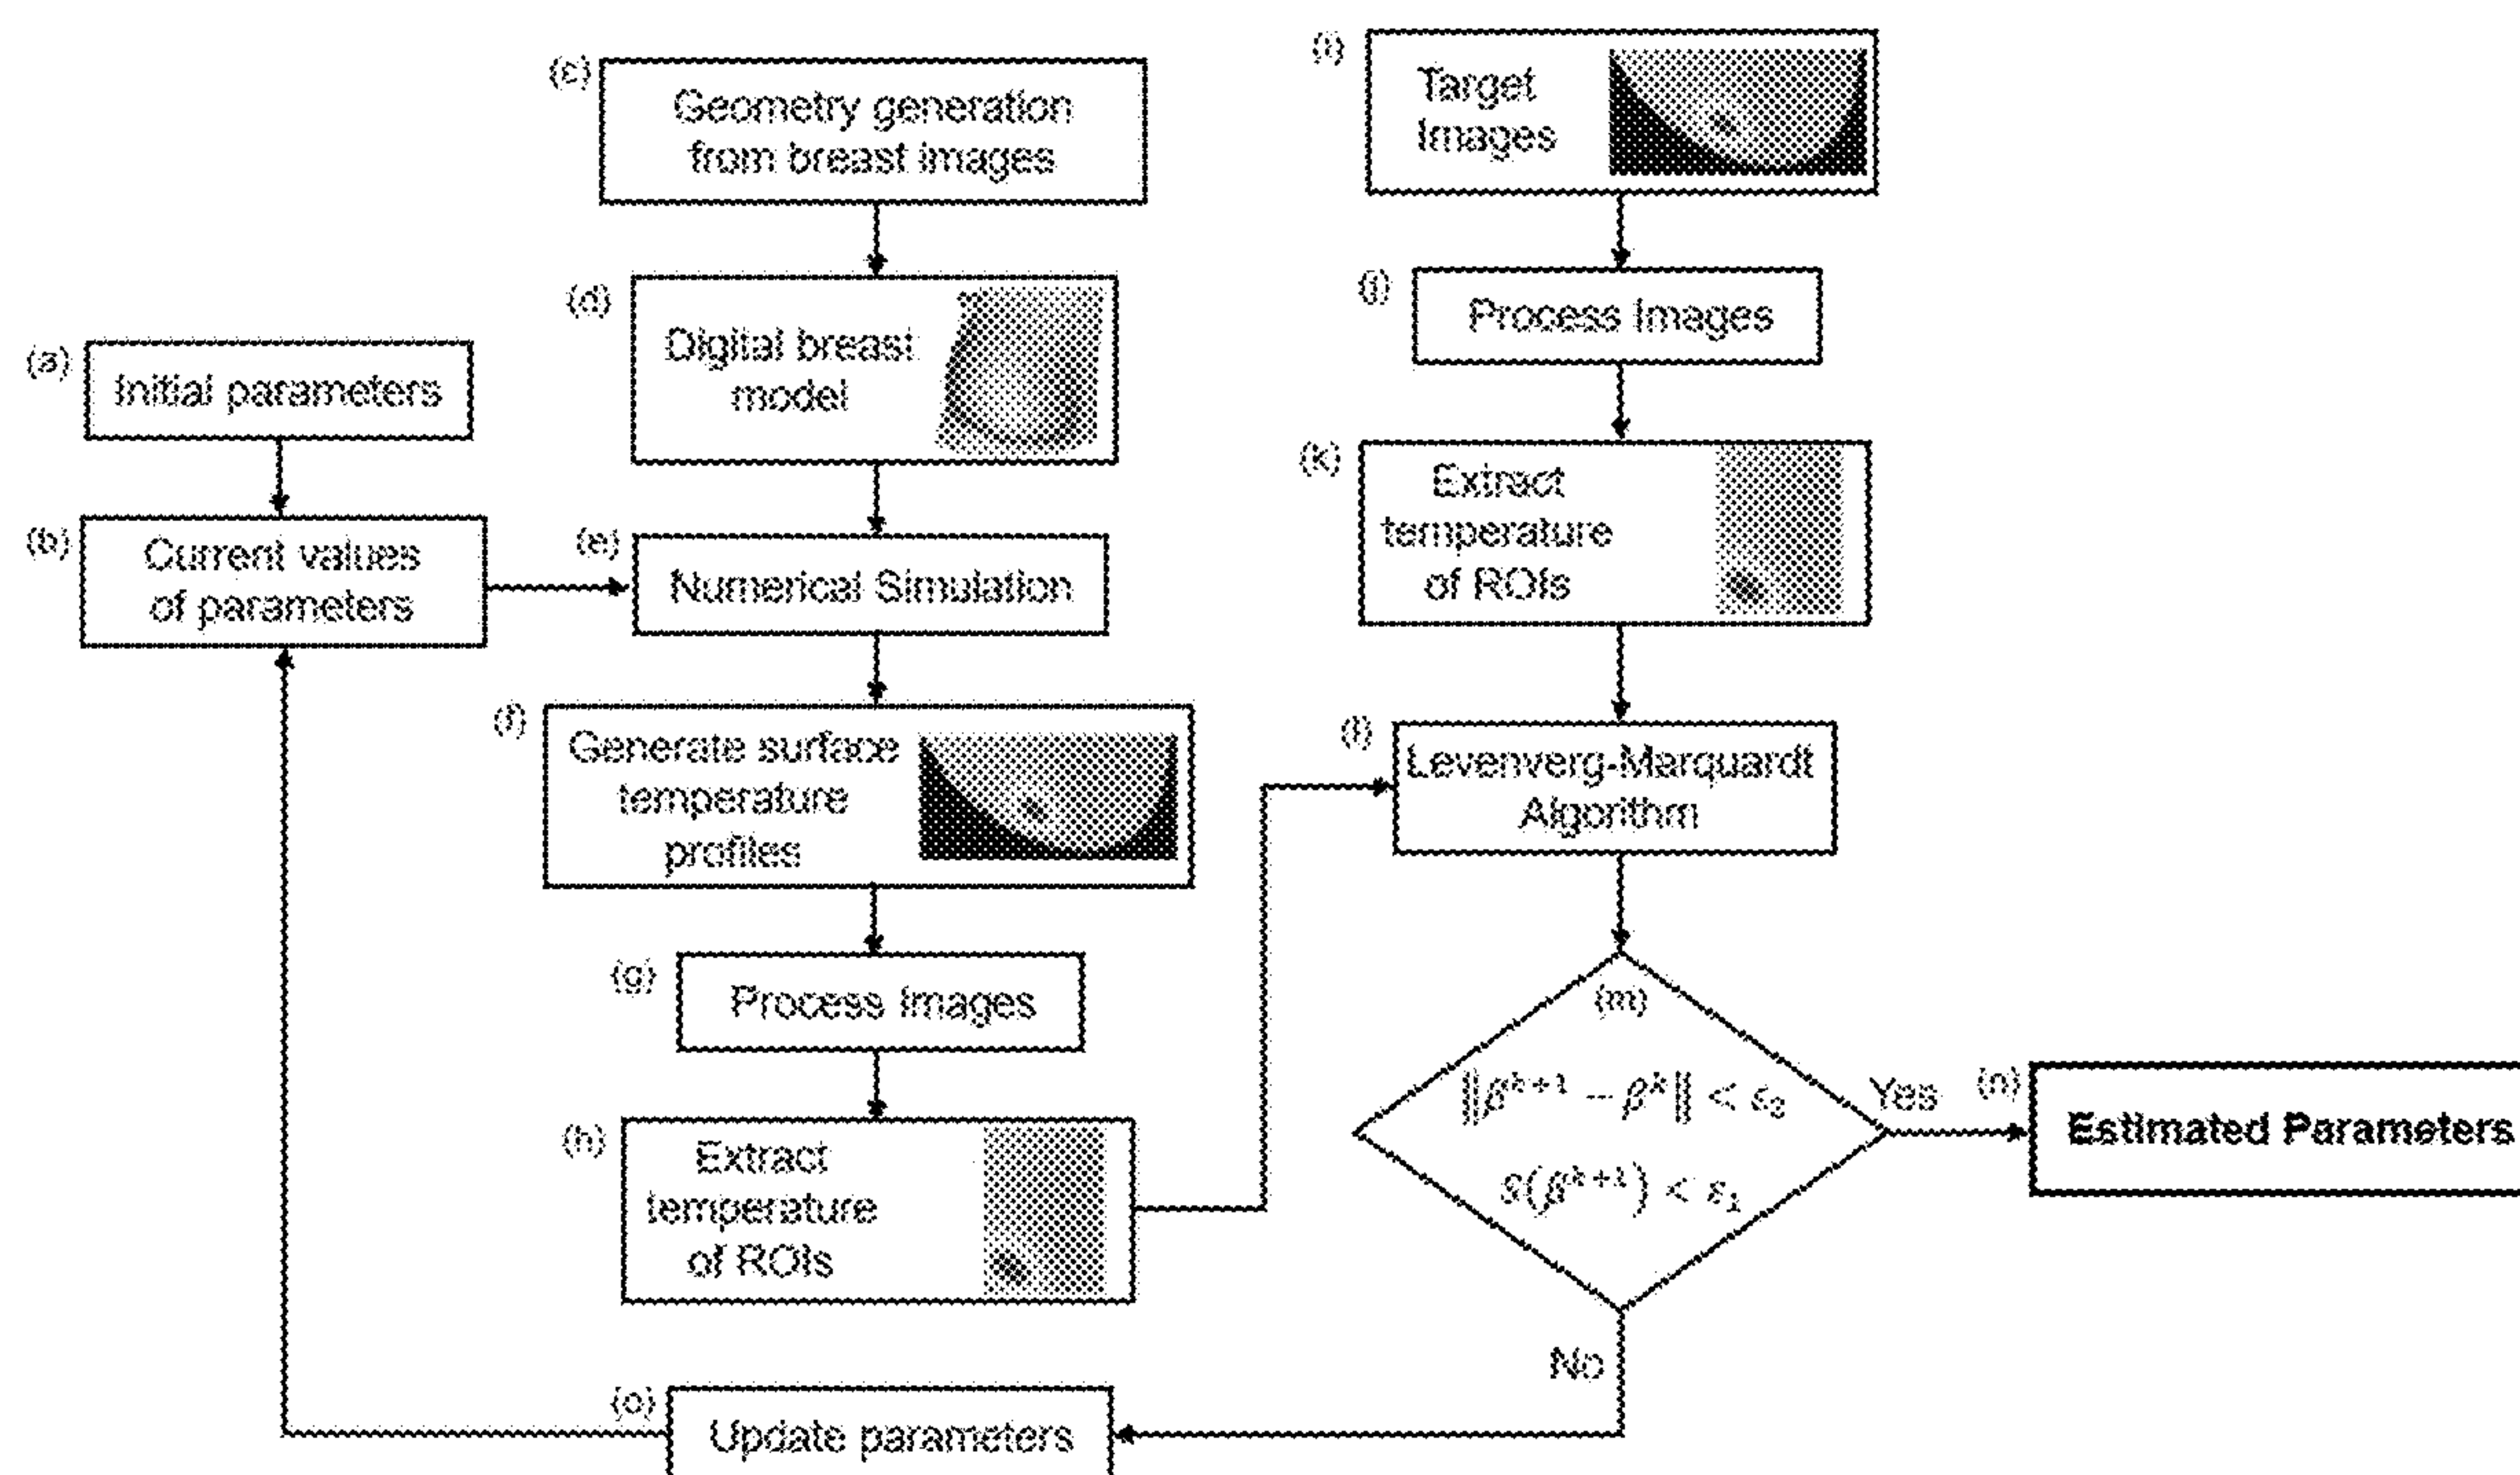 (a)
Initial parameters
(b)
Current values
of parameters
(c)
Geometry generation
from breast images
(d)
Digital breast
model
(e)
Numerical Simulation
(f)
Generate surface
temperature
profiles
(g)
Process Images
(h)
Extract
temperature
of ROIs
(i)
Target
Images
(j)
Process Images
(k)
Extract
temperature
of ROIs
(l)
Levenverg-Marquardt
Algorithm
(m)
S(β^{k+1}) < ε_1
Yes
No
(n)
Estimated Parameters
(o)
Update parameters